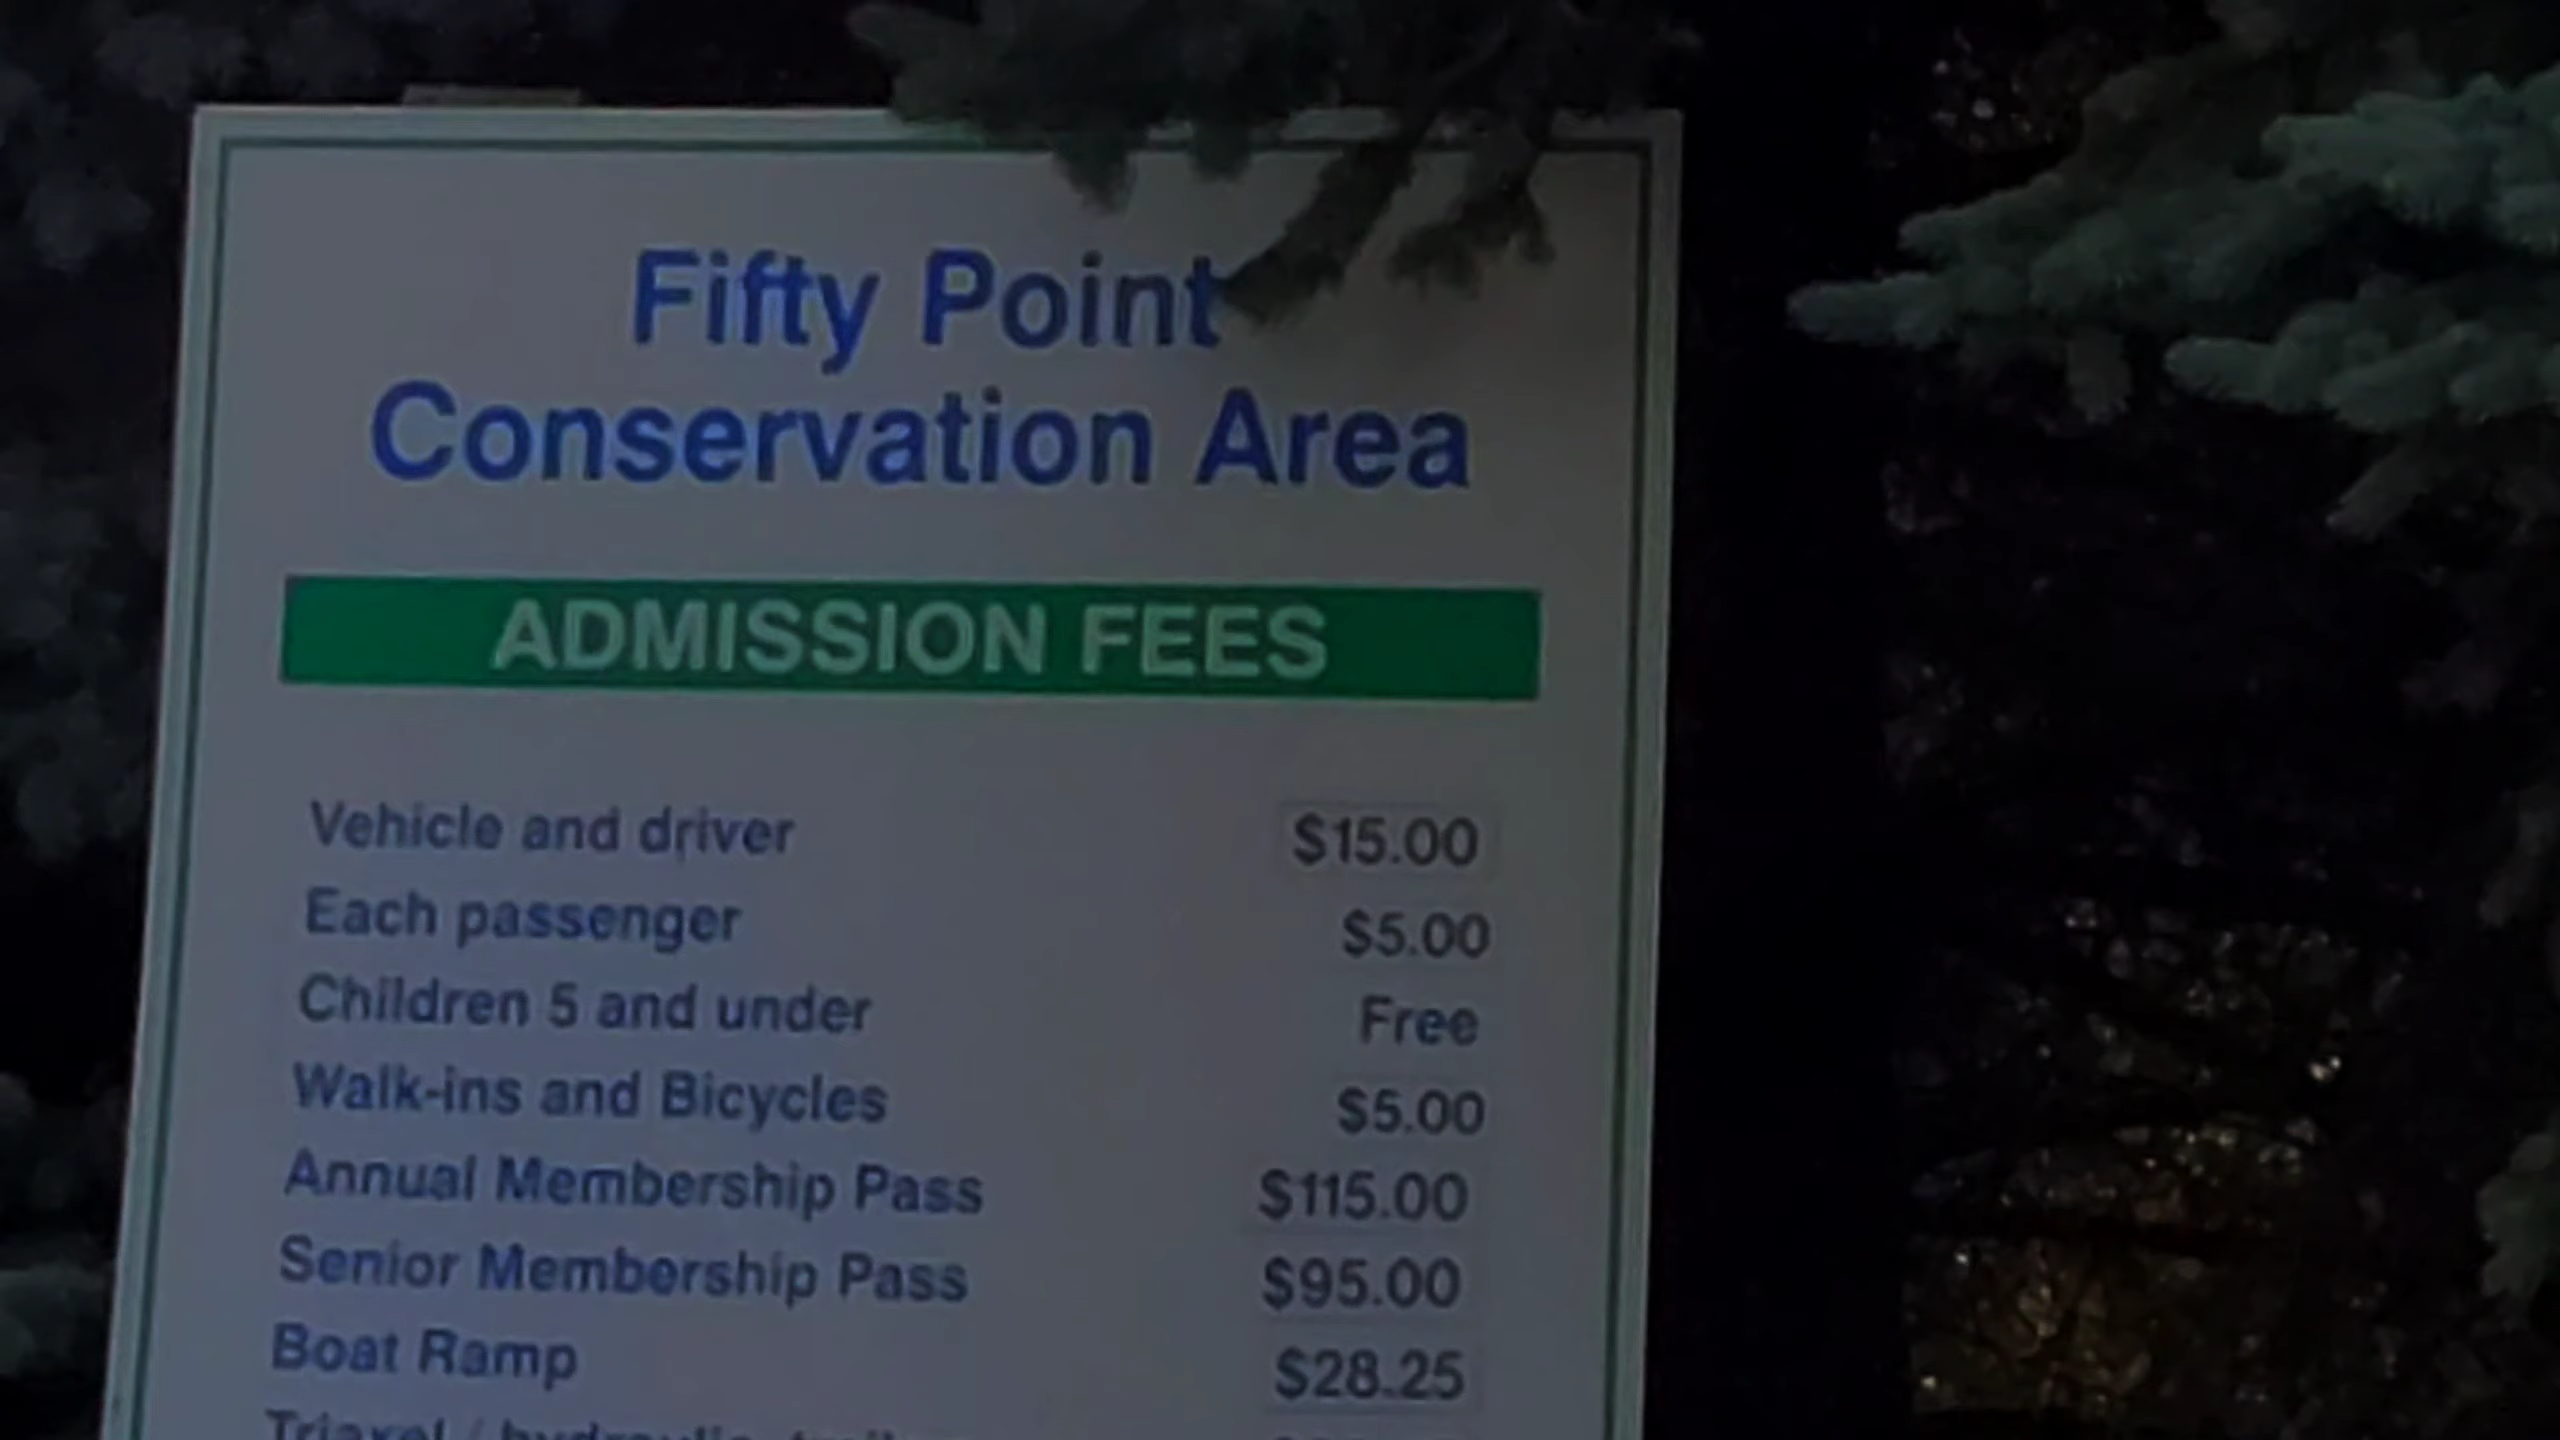 Fifty Point
Conservation Area
ADMISSION FEES
Vehicle and driver $15.00
Each passenger $5.00
Children 5 and under Free
Walk-ins and Bicycles $5.00
Annual Membership Pass $115.00
Senior Membership Pass $95.00
Boat Ramp $28.25
Triaxel / hydraulic